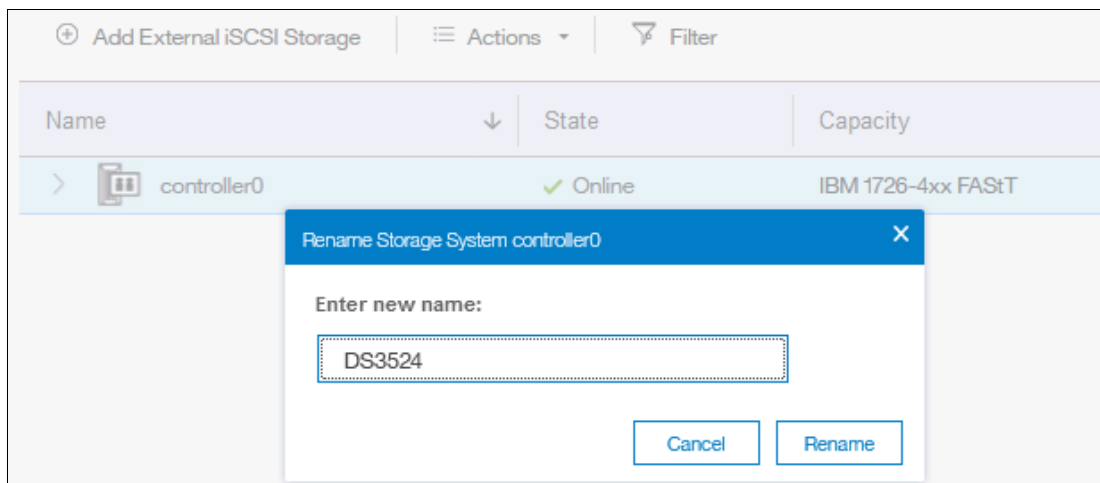 Add External iSCSI Storage Actions Filter
Name State Capacity
controller0 Online IBM 1726-4xx FAStT
Rename Storage System controller0
Enter new name:
DS3524
Cancel Rename